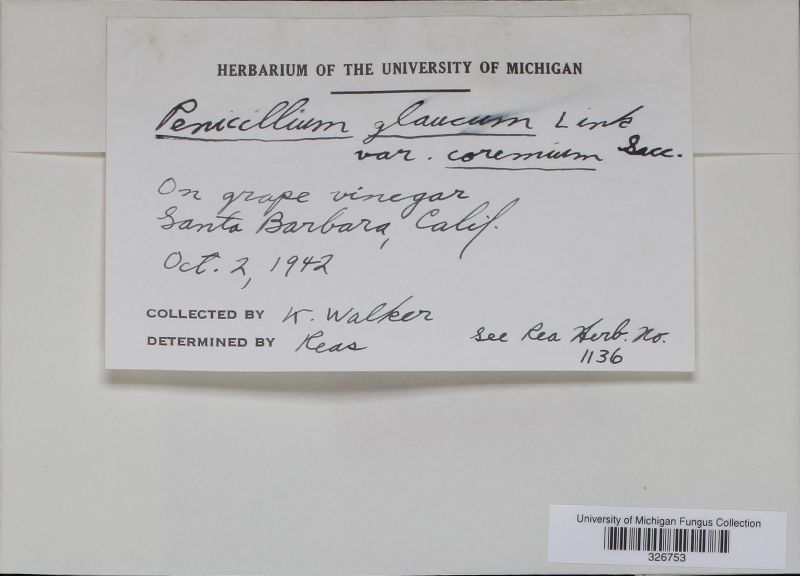 HERBARIUM OF THE UNIVERSITY OF MICHIGAN
Penicillium glaucum Link
var. coremium Sacc.
On grape vinegar
Santa Barbara, Calif.
Oct. 2, 1942
COLLECTED BY K. Walker
DETERMINED BY Reas
See Rea Herb. No.
1136
University of Michigan Fungus Collection
326753